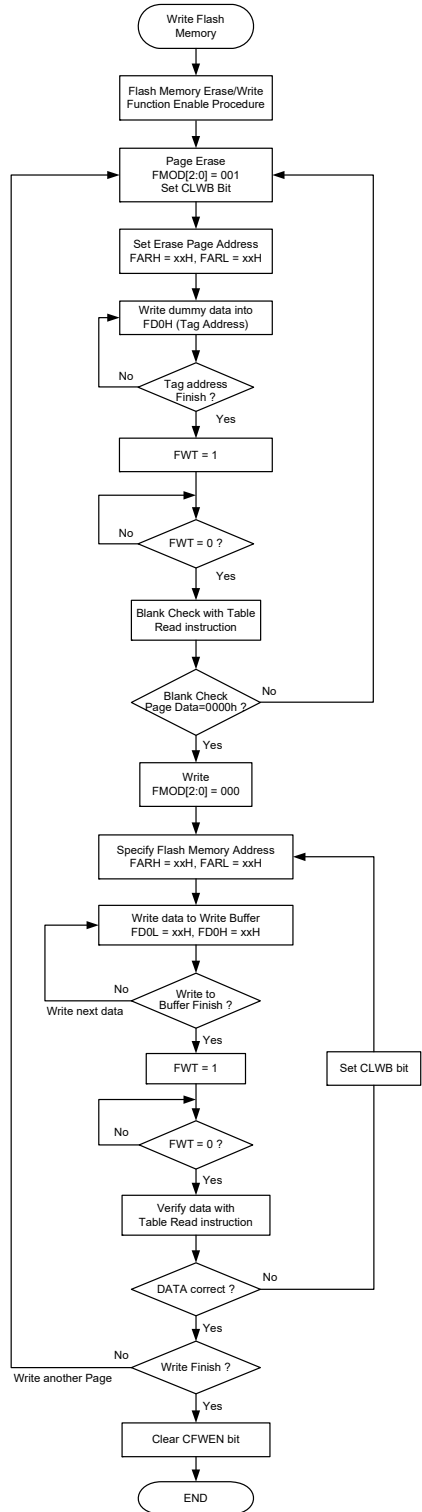 Write Flash
Memory
Flash Memory Erase/Write
Function Enable Procedure
Page Erase
FMOD[2:0] = 001
Set CLWB Bit
Set Erase Page Address
FARH = xxH, FARL = xxH
Write dummy data into
FD0H (Tag Address)
No
Tag address
Finish ?
Yes
FWT = 1
No
FWT = 0 ?
Yes
Blank Check with Table
Read instruction
Blank Check
Page Data=0000h ?
No
Yes
Write
FMOD[2:0] = 000
Specify Flash Memory Address
FARH = xxH, FARL = xxH
Write data to Write Buffer
FD0L = xxH, FD0H = xxH
No
Write next data
Write to
Buffer Finish ?
Yes
FWT = 1
Set CLWB bit
No
FWT = 0 ?
Yes
Verify data with
Table Read instruction
DATA correct ?
No
Yes
No
Write another Page
Write Finish ?
Yes
Clear CFWEN bit
END